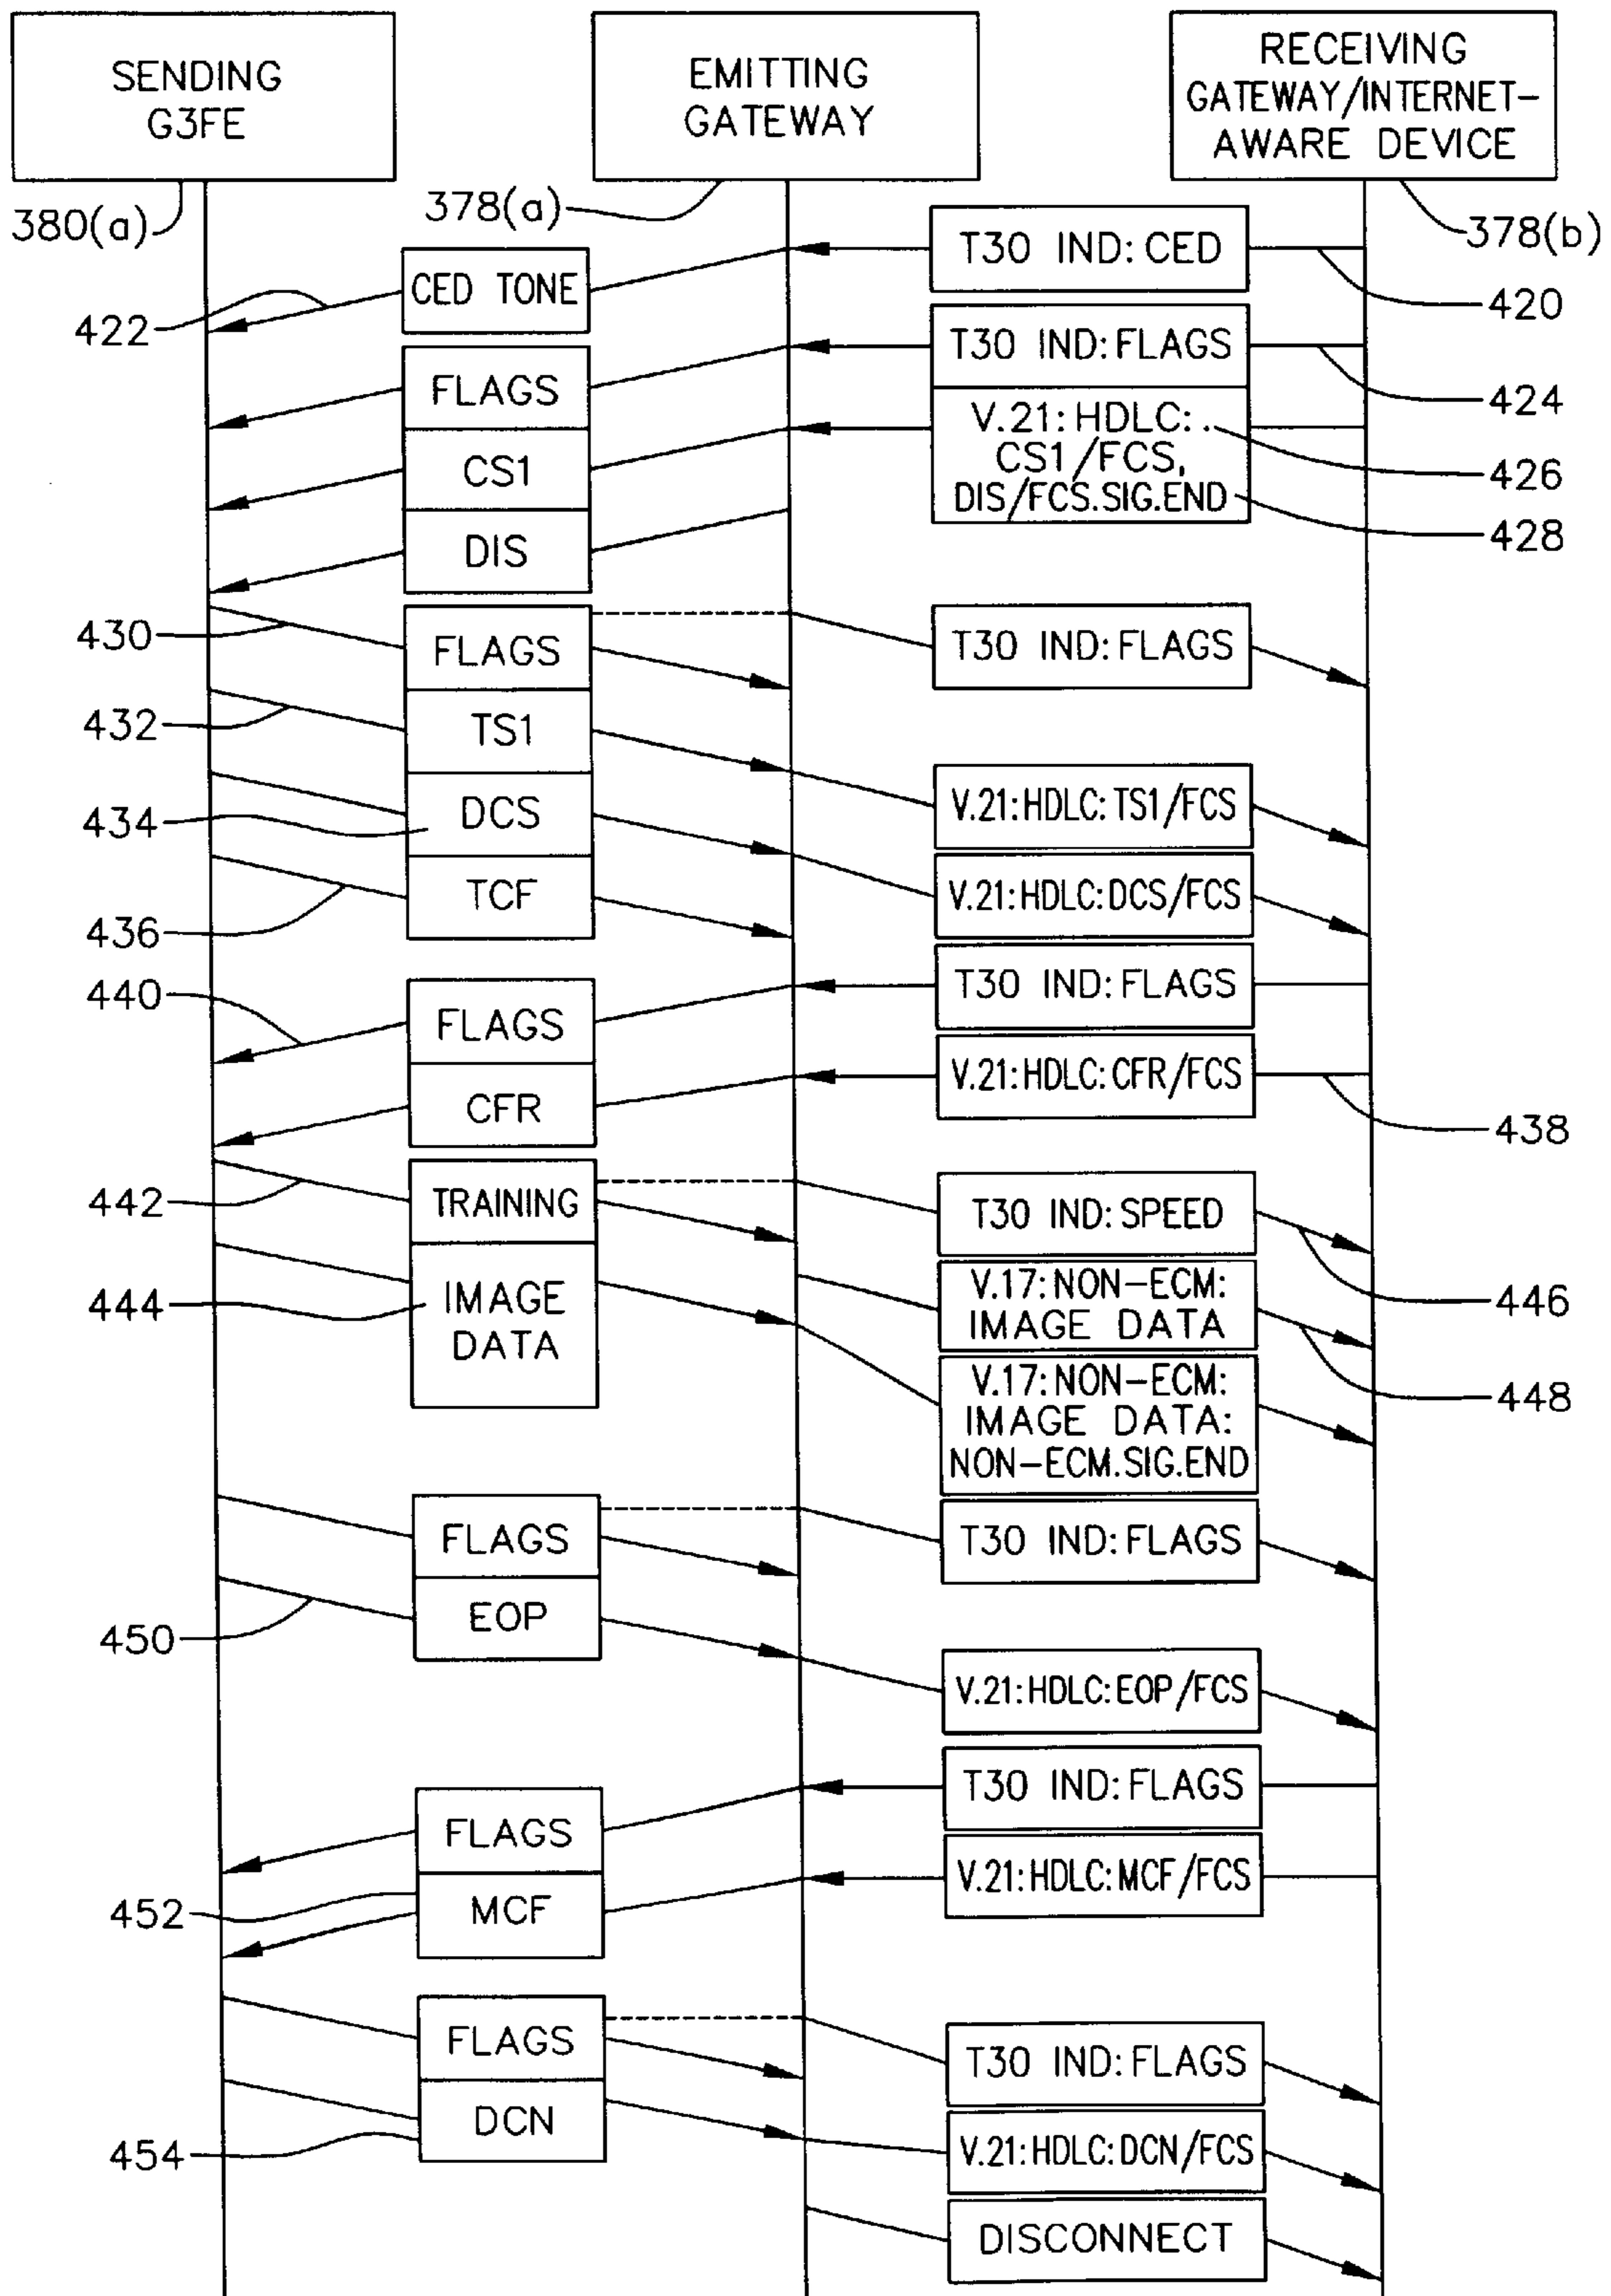 SENDING
G3FE
EMITTING
GATEWAY
RECEIVING
GATEWAY/INTERNET-
AWARE DEVICE
380(a)
378(a)
378(b)
T30 IND: CED
CED TONE
422
420
T30 IND: FLAGS
FLAGS
424
V.21: HDLC:
CS1/FCS,
DIS/FCS.SIG.END
CS1
426
DIS
428
430
FLAGS
T30 IND: FLAGS
432
TS1
V.21:HDLC:TS1/FCS
434
DCS
V.21:HDLC:DCS/FCS
TCF
436
440
FLAGS
T30 IND: FLAGS
CFR
V.21:HDLC:CFR/FCS
438
442
TRAINING
T30 IND: SPEED
444
IMAGE
DATA
V.17: NON-ECM:
IMAGE DATA
446
V.17: NON-ECM:
IMAGE DATA:
NON-ECM.SIG.END
448
FLAGS
T30 IND: FLAGS
450
EOP
V.21:HDLC:EOP/FCS
FLAGS
T30 IND: FLAGS
452
MCF
V.21:HDLC:MCF/FCS
FLAGS
T30 IND: FLAGS
454
DCN
V.21:HDLC:DCN/FCS
DISCONNECT